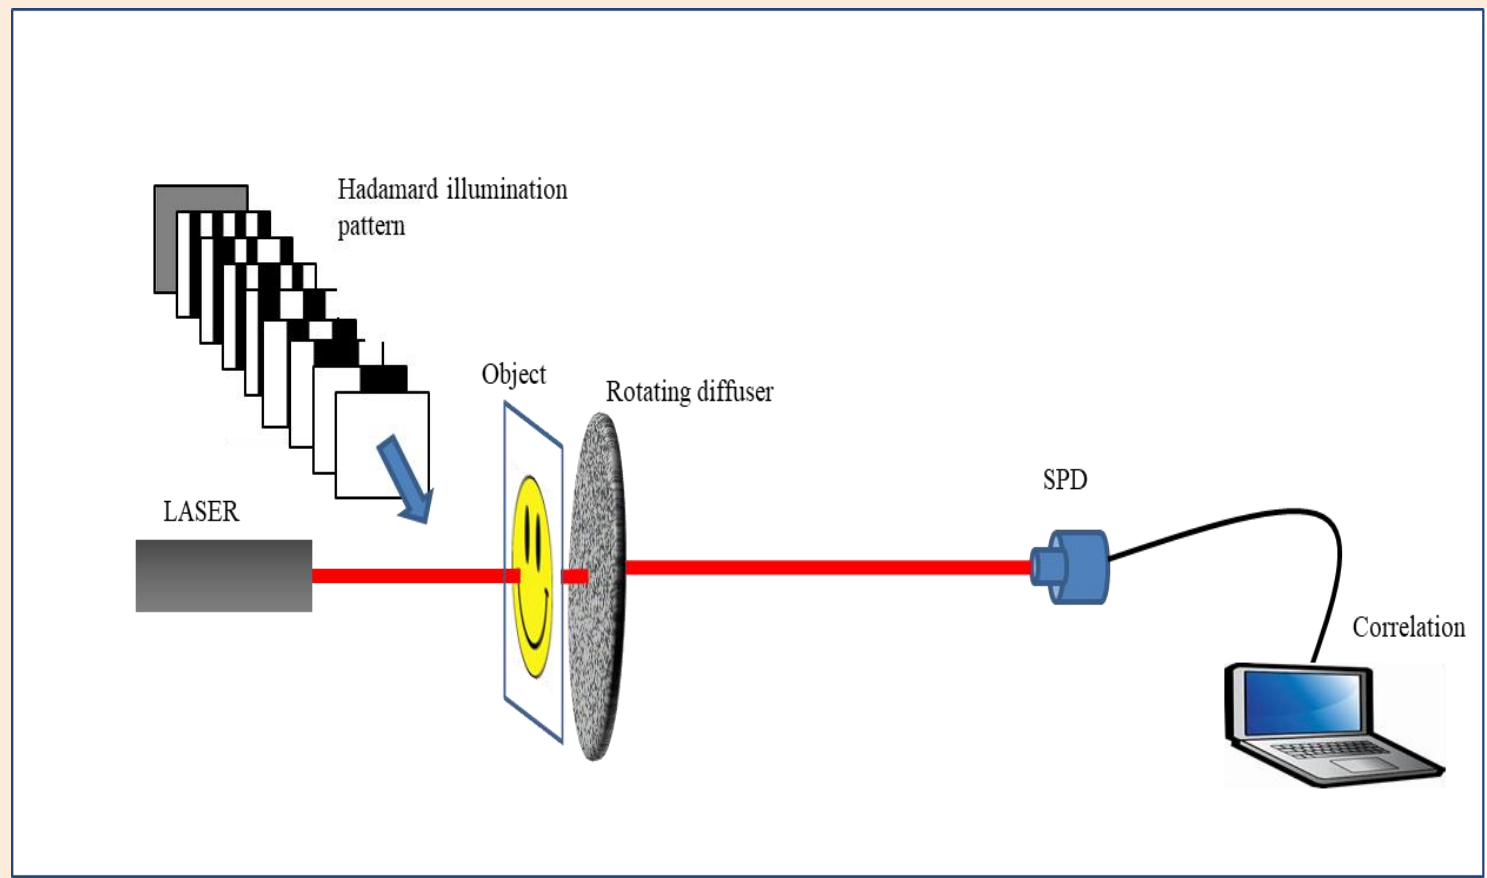 Hadamard illumination
pattern
Object
Rotating diffuser
SPD
LASER
Correlation